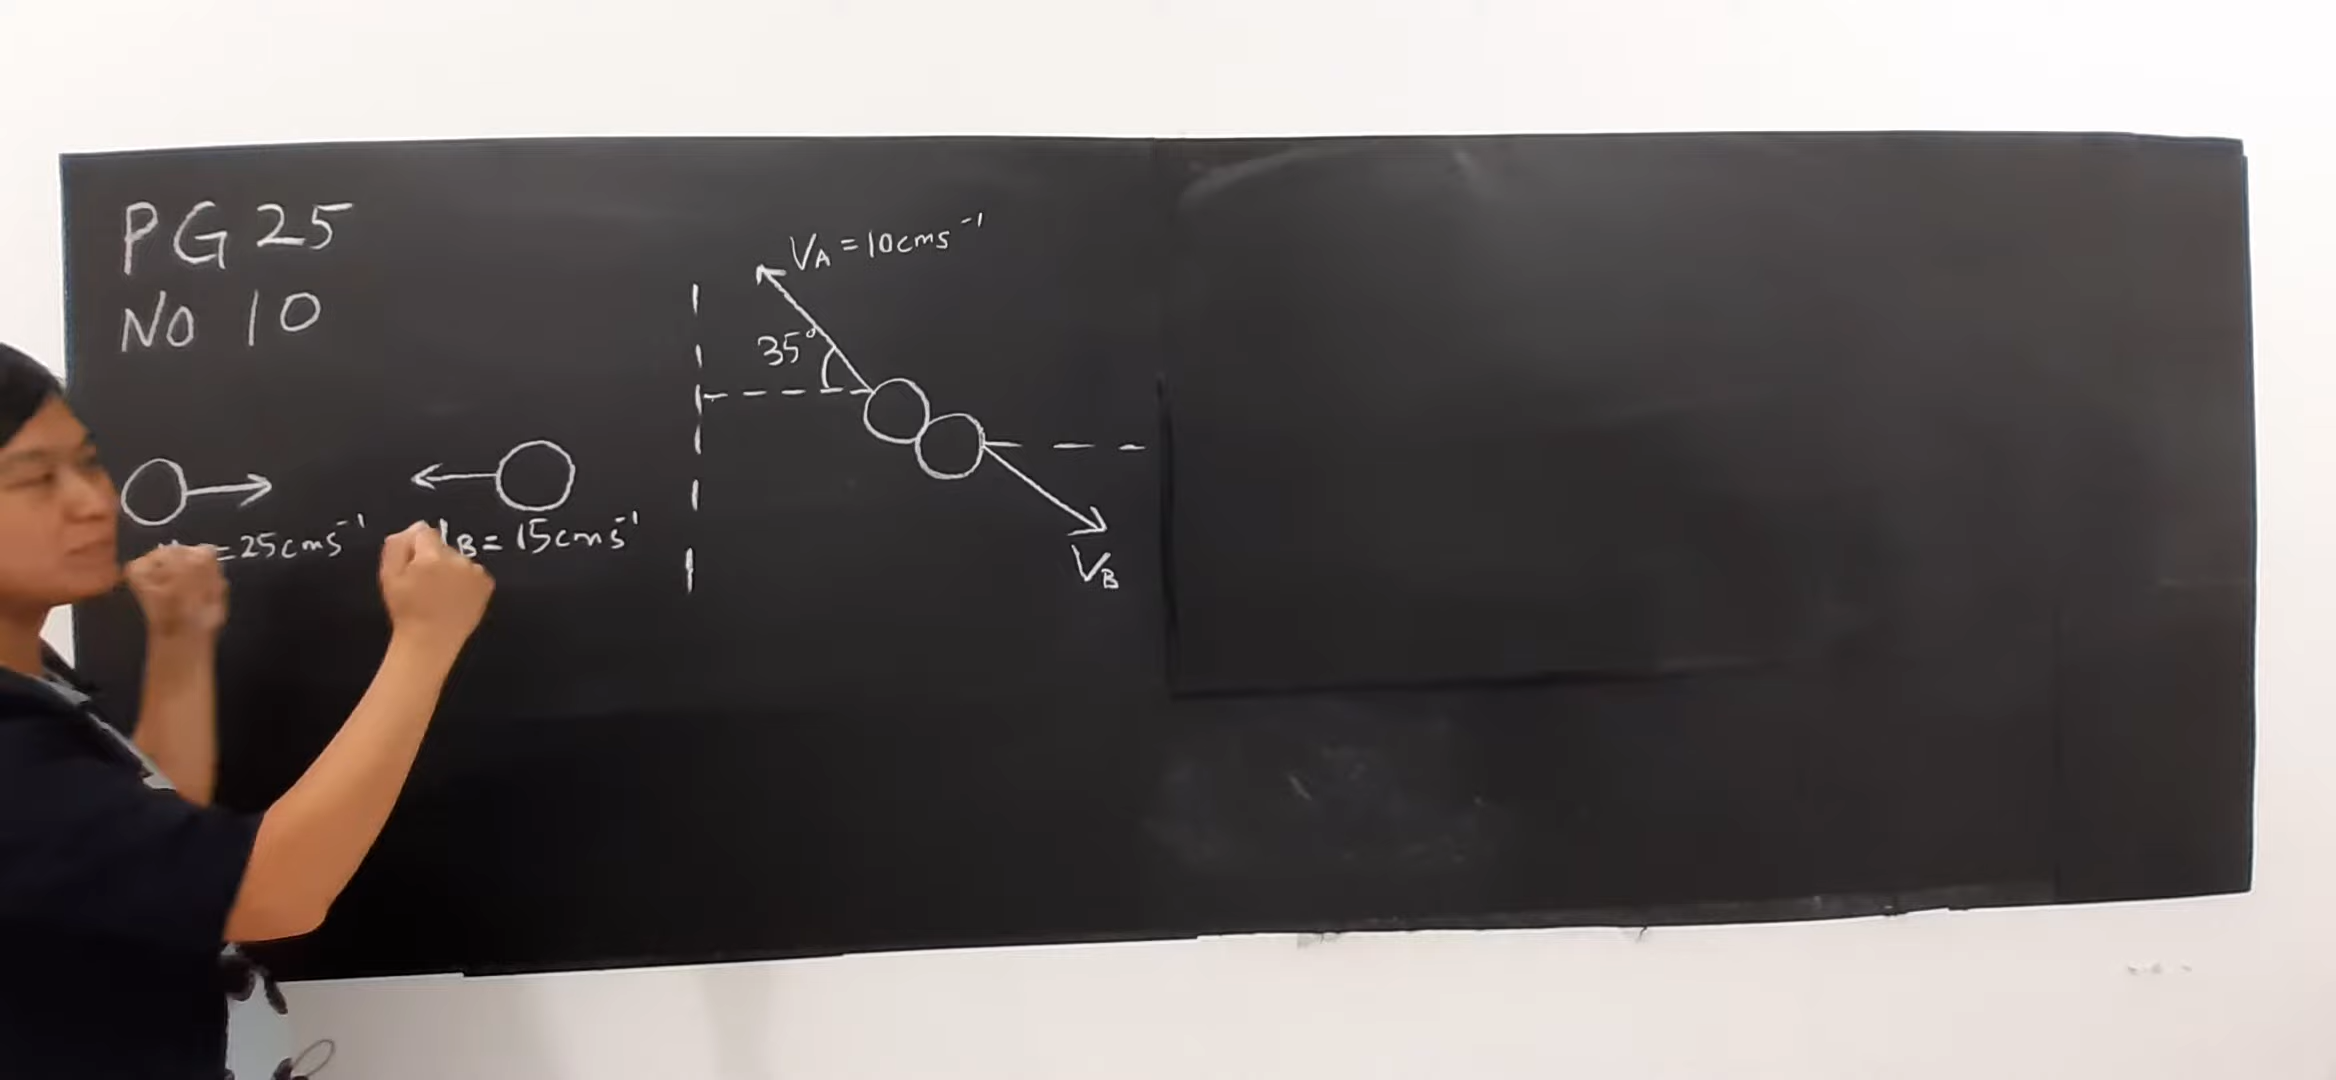 PG 25
NO 10
= 25cms⁻¹
B = 15cms⁻¹
VA = 10cms⁻¹
35°
VB